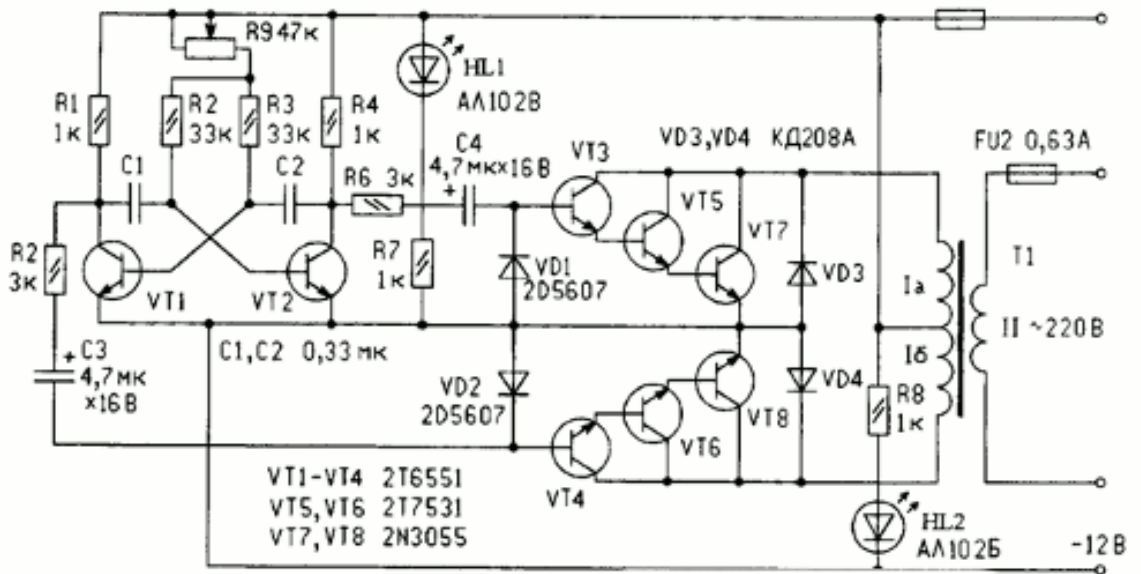 R9 47к
HL1
АЛ102В
R1
1к
R2
33к
R3
33к
R4
1к
C4
4,7мк×16В
+
VT3
VD3, VD4 КД208А
FU2 0,63А
C1
C2
R6 3к
VT5
VT7
R2
3к
VT1
VT2
R7
1к
VD1
2D5607
VD3
Iа
T1
II ~220В
+ C3
4,7мк
×16В
C1, C2 0,33мк
VD2
2D5607
VT8
VD4
Iб
R8
1к
VT6
VT4
VT1-VT4 2T6551
VT5, VT6 2T7531
VT7, VT8 2N3055
HL2
АЛ102Б
-12В